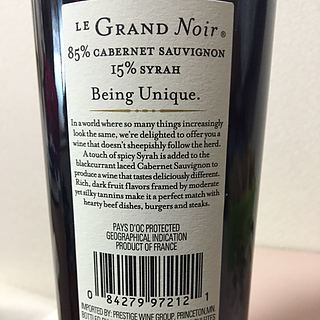 LE GRAND Noir®
85% CABERNET SAUVIGNON
15% SYRAH
Being Unique.
In a world where so many things increasingly
look the same, we're delighted to offer you a
wine that doesn't sheepishly follow the herd.
A touch of spicy Syrah is added to the
blackcurrant laced Cabernet Sauvignon to
produce a wine that tastes deliciously different.
Rich, dark fruit flavors framed by moderate
yet silky tannins make it a perfect match with
hearty beef dishes, burgers and steaks.
PAYS D'OC PROTECTED
GEOGRAPHICAL INDICATION
PRODUCT OF FRANCE
0 84279 97212 1
IMPORTED BY: PRESTIGE WINE GROUP, PRINCETON, MN.